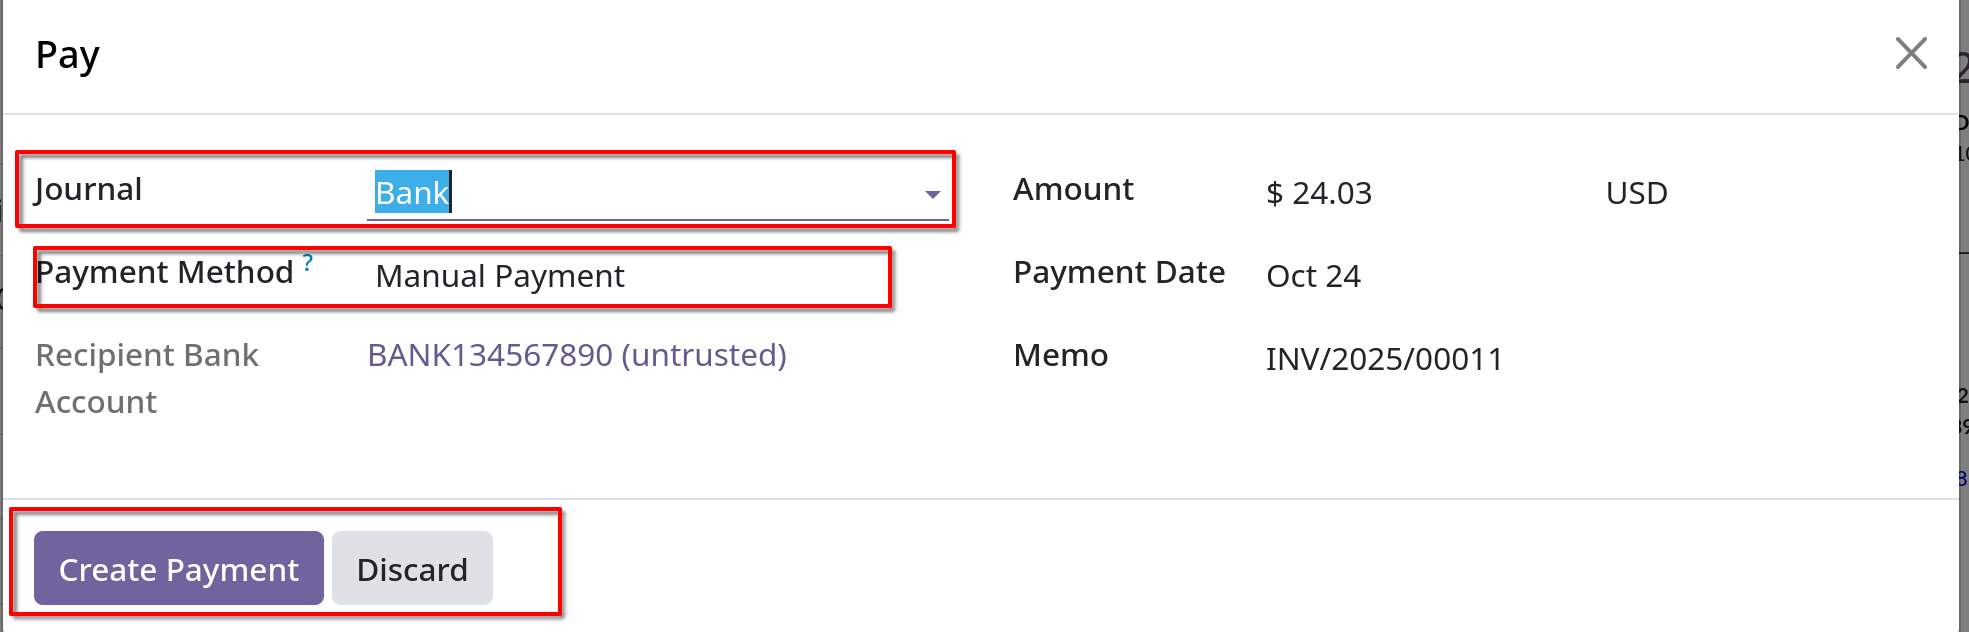 Pay
Journal Bank
Amount $ 24.03 USD
Payment Method ? Manual Payment
Payment Date Oct 24
Recipient Bank Account BANK134567890 (untrusted)
Memo INV/2025/00011
Create Payment Discard